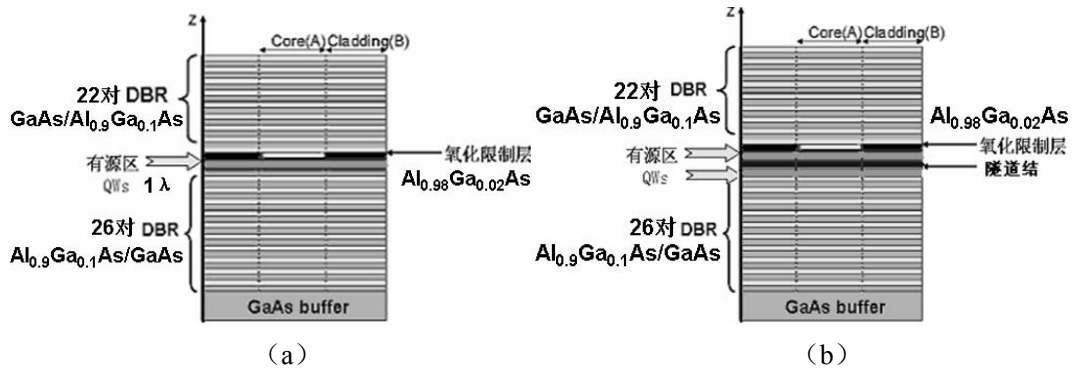 Z
Core(A) Cladding(B)
22对 DBR
GaAs/Al0.9Ga0.1As
有源区
QWs 1λ
氧化限制层
Al0.98Ga0.02As
26对 DBR
Al0.9Ga0.1As/GaAs
GaAs buffer
（a）
Z
Core(A) Cladding(B)
22对 DBR
GaAs/Al0.9Ga0.1As
Al0.98Ga0.02As
氧化限制层
有源区
隧道结
QWs
26对 DBR
Al0.9Ga0.1As/GaAs
GaAs buffer
（b）